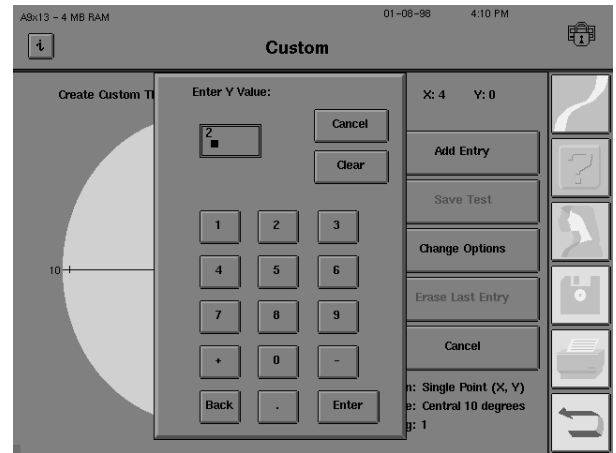 A9x13 - 4 MB RAM
01-08-98 4:10 PM
i
Custom
Create Custom
X: 4 Y: 0
Enter Y Value:
2
Cancel
Clear
1 2 3
4 5 6
7 8 9
+ 0 -
Back . Enter
10
Add Entry
Save Test
Change Options
Erase Last Entry
Cancel
?
Single Point (X, Y)
Central 10 degrees
1